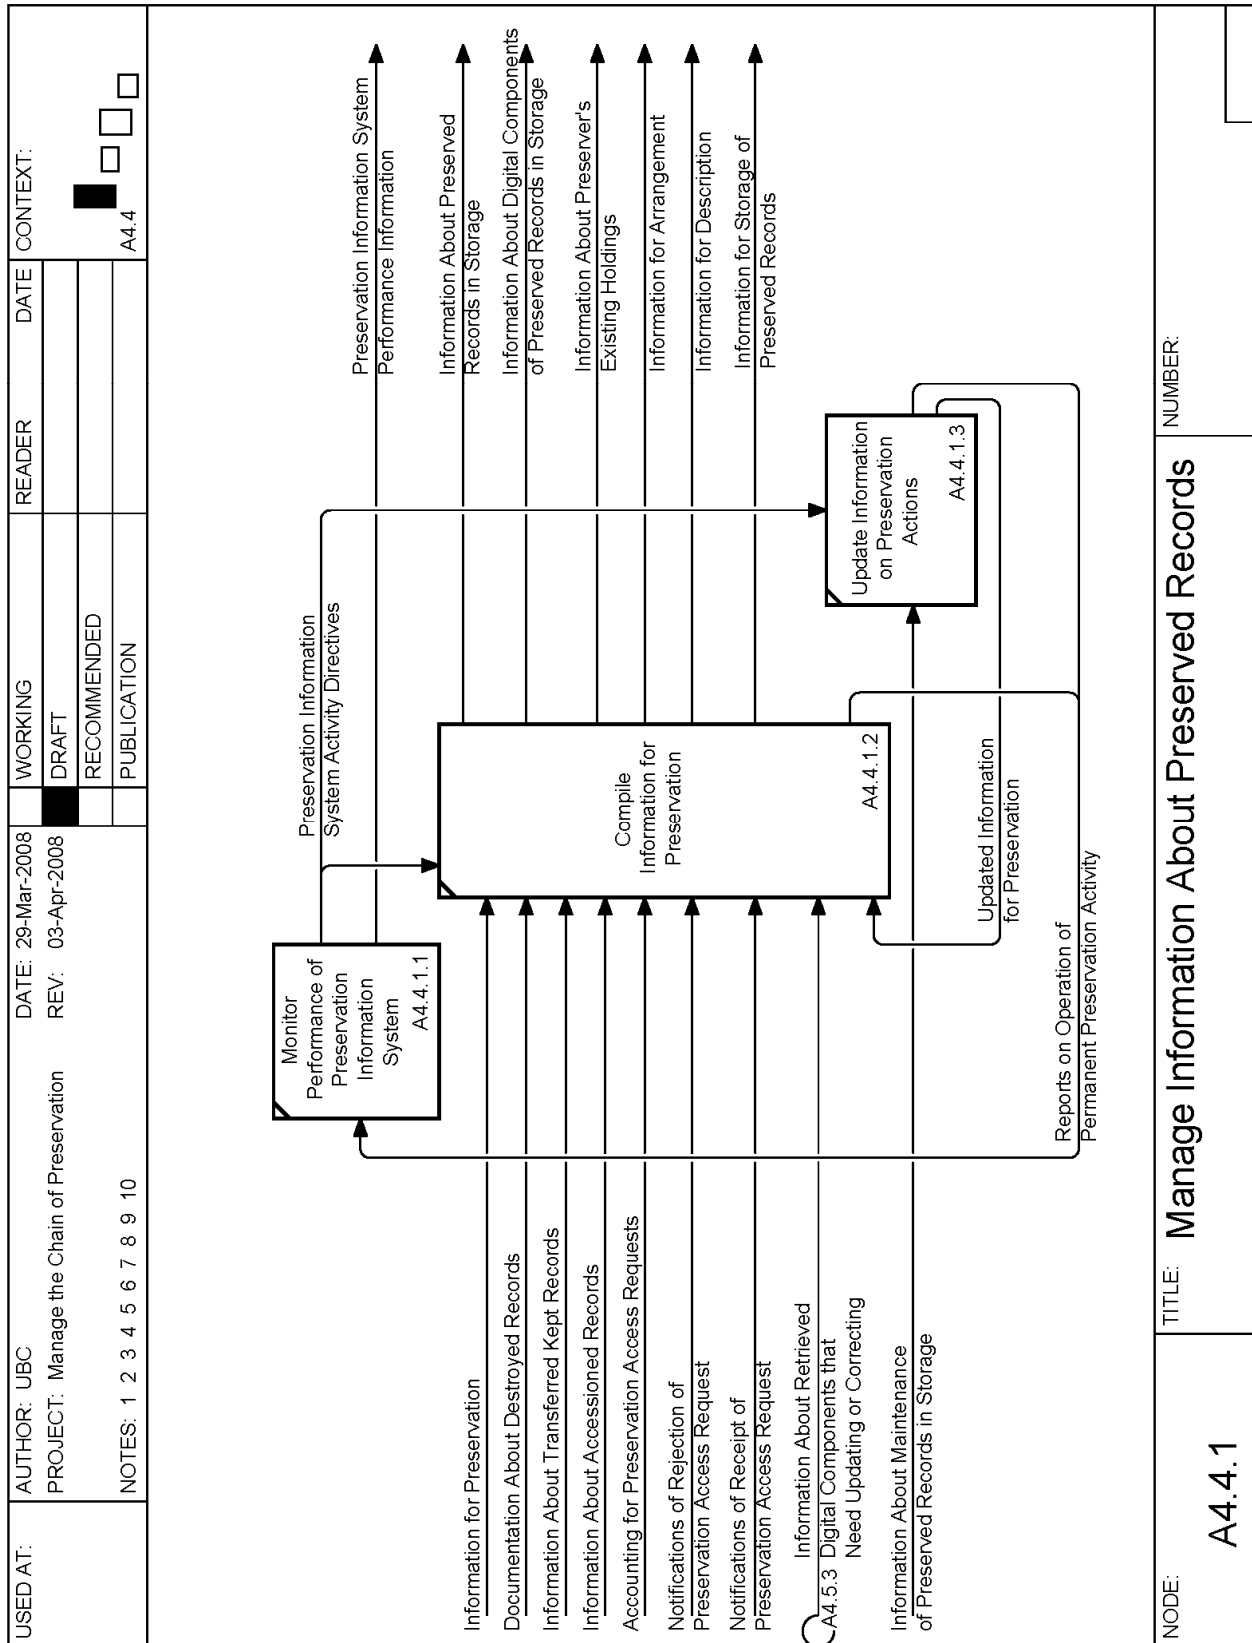 USED AT:
AUTHOR: UBC
PROJECT: Manage the Chain of Preservation
NOTES: 1 2 3 4 5 6 7 8 9 10
DATE: 29-Mar-2008
REV: 03-Apr-2008
WORKING
DRAFT
RECOMMENDED
PUBLICATION
READER
DATE
CONTEXT:
A4.4
Monitor
Performance of
Preservation
Information
System
A4.4.1.1
Preservation Information
System Activity Directives
Preservation Information System
Performance Information
Information for Preservation
Documentation About Destroyed Records
Information About Transferred Kept Records
Information About Accessioned Records
Accounting for Preservation Access Requests
Notifications of Rejection of
Preservation Access Request
Notifications of Receipt of
Preservation Access Request
Information About Retrieved
A4.5.3 Digital Components that
Need Updating or Correcting
Information About Maintenance
of Preserved Records in Storage
Compile
Information for
Preservation
A4.4.1.2
Information About Preserved
Records in Storage
Information About Digital Components
of Preserved Records in Storage
Information About Preserver's
Existing Holdings
Information for Arrangement
Information for Description
Information for Storage of
Preserved Records
Update Information
on Preservation
Actions
A4.4.1.3
Updated Information
for Preservation
Reports on Operation of
Permanent Preservation Activity
NODE:
A4.4.1
TITLE:
Manage Information About Preserved Records
NUMBER: